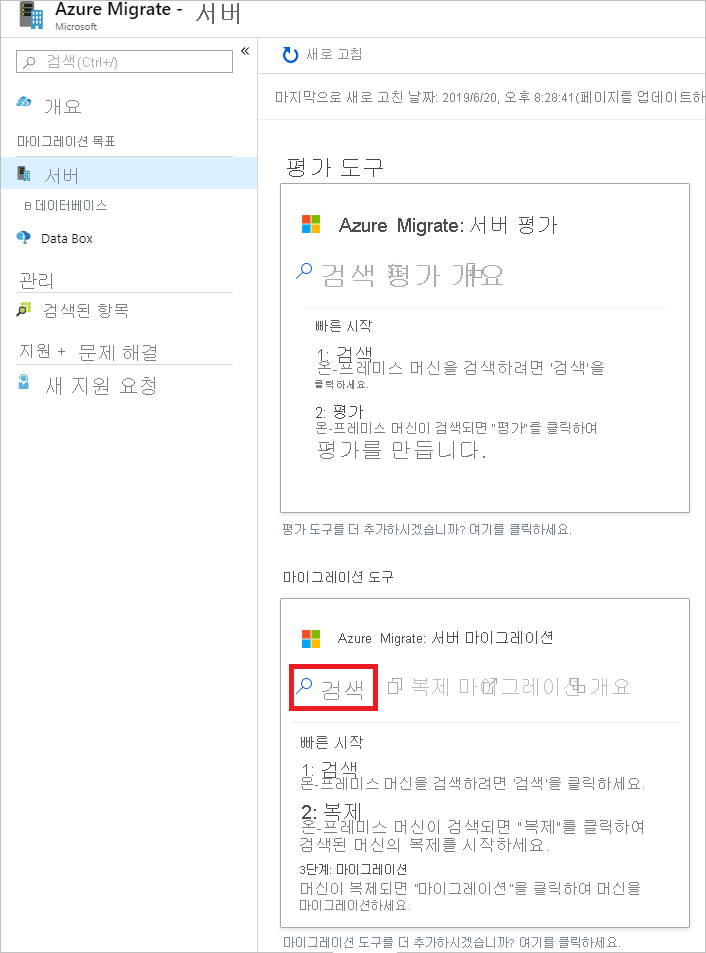 Azure Migrate - 서버
Microsoft
검색(Ctrl+/)
«
개요
마이그레이션 목표
서버
데이터베이스
Data Box
관리
검색된 항목
지원 + 문제 해결
새 지원 요청
새로 고침
마지막으로 새로 고친 날짜: 2019/6/20, 오후 8:28:41(페이지를 업데이트하
평가 도구
Azure Migrate: 서버 평가
검색 평가 개요
빠른 시작
1: 검색
온-프레미스 머신을 검색하려면 '검색'을
클릭하세요.
2: 평가
온-프레미스 머신이 검색되면 "평가"를 클릭하여
평가를 만듭니다.
평가 도구를 더 추가하시겠습니까? 여기를 클릭하세요.
마이그레이션 도구
Azure Migrate: 서버 마이그레이션
검색 복제 마이그레이션 개요
빠른 시작
1: 검색
온-프레미스 머신을 검색하려면 '검색'을 클릭하세요.
2: 복제
온-프레미스 머신이 검색되면 "복제"를 클릭하여
검색된 머신의 복제를 시작하세요.
3단계: 마이그레이션
머신이 복제되면 "마이그레이션"을 클릭하여 머신을
마이그레이션하세요.
마이그레이션 도구를 더 추가하시겠습니까? 여기를 클릭하세요.